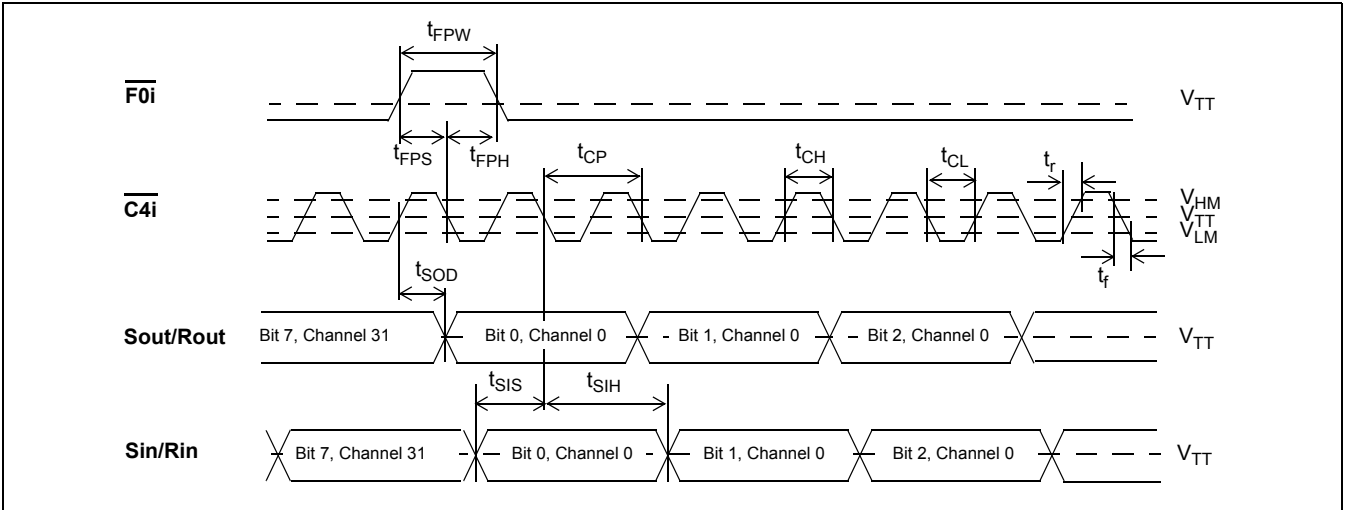 tFPW
F0i
VTT
tFPS tFPH tCP tCH tCL tr
C4i
VHM
VTT
VLM
tSOD tf
Sout/Rout Bit 7, Channel 31 Bit 0, Channel 0 Bit 1, Channel 0 Bit 2, Channel 0 VTT
tSIS tSIH
Sin/Rin Bit 7, Channel 31 Bit 0, Channel 0 Bit 1, Channel 0 Bit 2, Channel 0 VTT